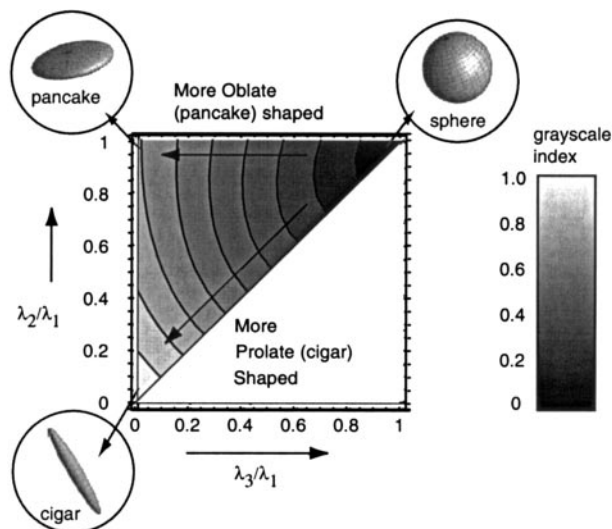 pancake
More Oblate
(pancake) shaped
sphere
grayscale
index
1
0.8
0.6
0.4
0.2
0
λ2/λ1
More
Prolate (cigar)
Shaped
1.0
0.8
0.6
0.4
0.2
0
0 0.2 0.4 0.6 0.8 1
λ3/λ1
cigar